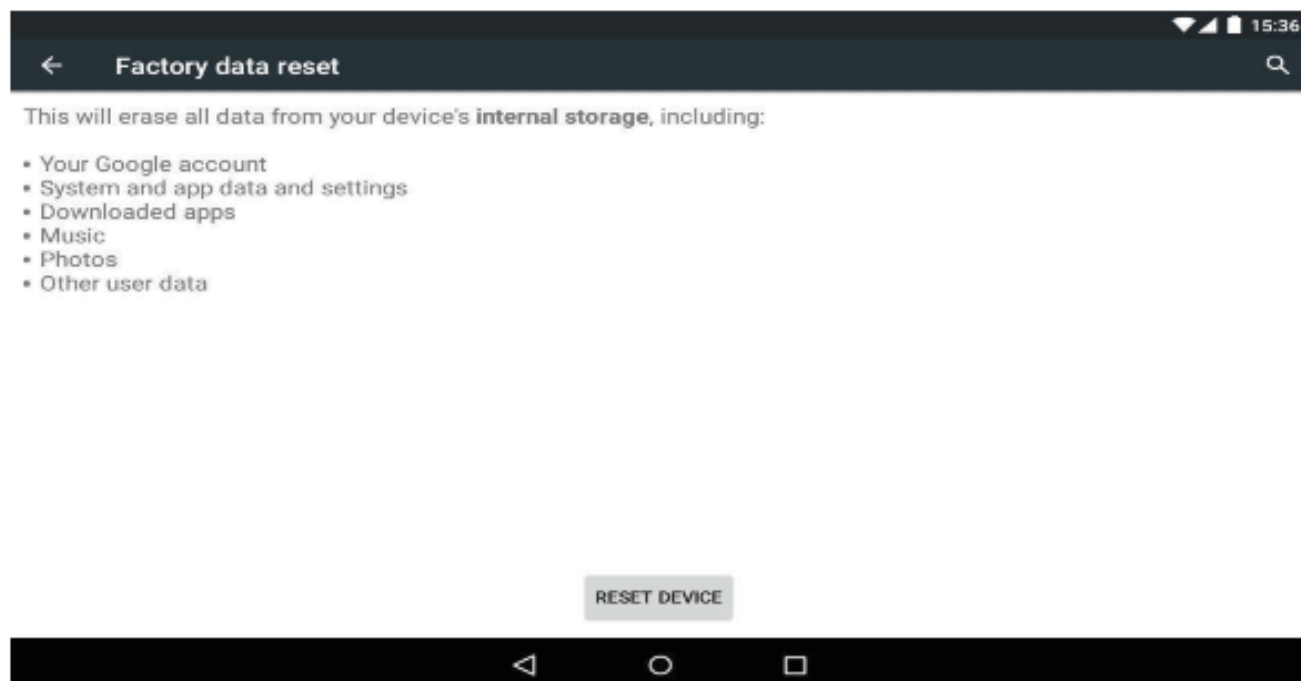 15:36
Factory data reset
This will erase all data from your device's internal storage, including:
• Your Google account
• System and app data and settings
• Downloaded apps
• Music
• Photos
• Other user data
RESET DEVICE